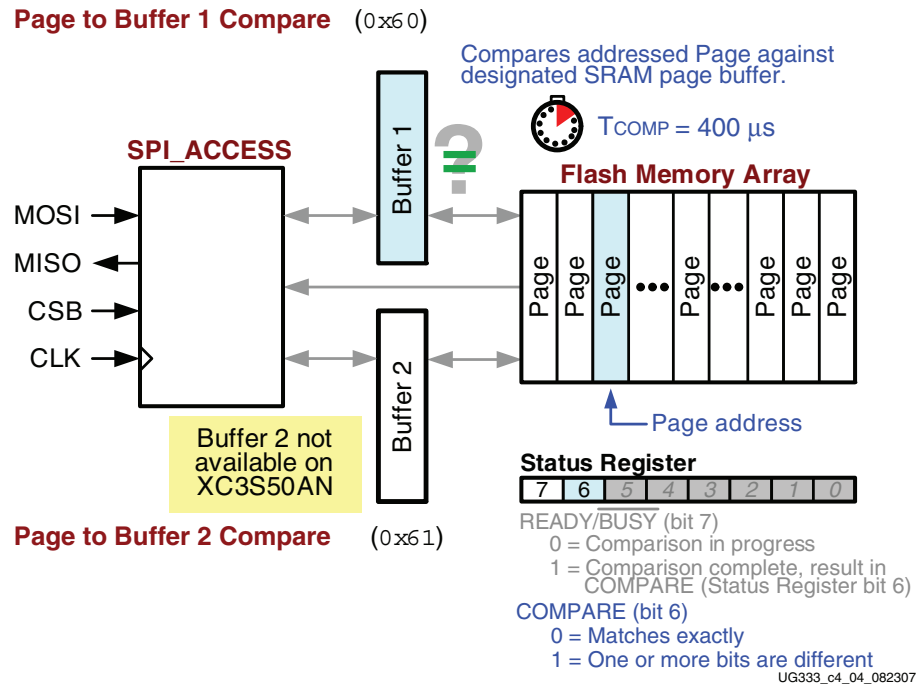 Page to Buffer 1 Compare (0x60)
Compares addressed Page against
designated SRAM page buffer.
TCOMP = 400 μs
SPI_ACCESS
Buffer 1
?
=
Flash Memory Array
MOSI
MISO
CSB
CLK
Page
Page
Page
•••
Page
•••
Page
Page
Page
Buffer 2
Page address
Buffer 2 not
available on
XC3S50AN
Status Register
7 6 5 4 3 2 1 0
Page to Buffer 2 Compare (0x61)
READY/BUSY (bit 7)
0 = Comparison in progress
1 = Comparison complete, result in
COMPARE (Status Register bit 6)
COMPARE (bit 6)
0 = Matches exactly
1 = One or more bits are different
UG333_c4_04_082307